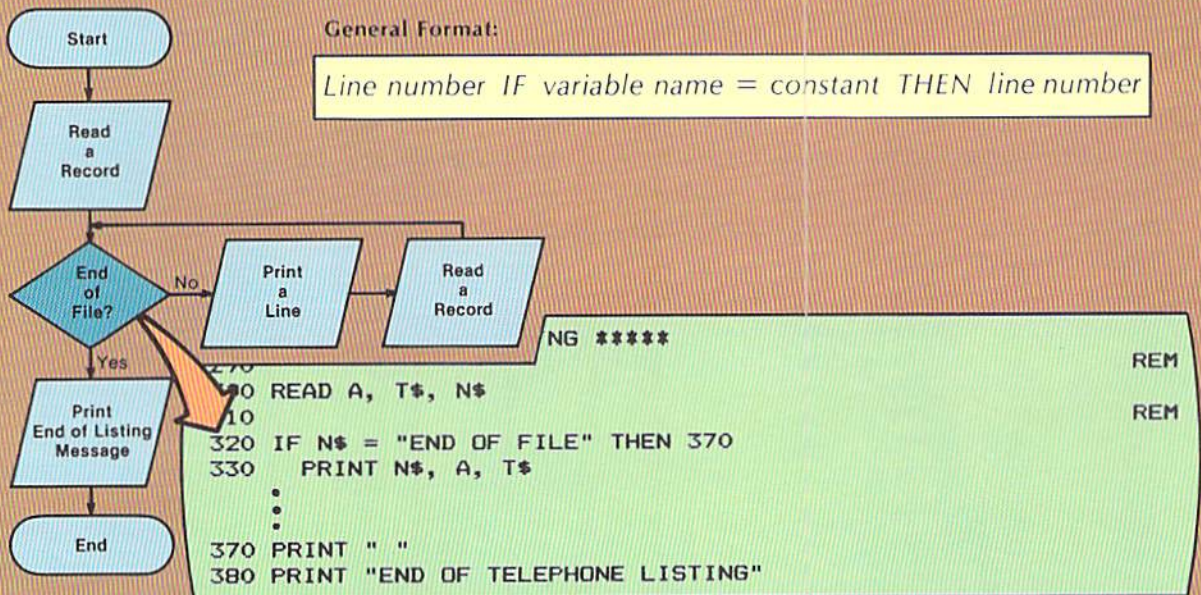 Start
General Format:
Line number IF variable name = constant THEN line number
Read
a
Record
End
of
File?
No
Print
a
Line
Read
a
Record
Yes
Print
End of Listing
Message
End
NG *****
REM
READ A, T$, N$
REM
320 IF N$ = "END OF FILE" THEN 370
330 PRINT N$, A, T$
370 PRINT " "
380 PRINT "END OF TELEPHONE LISTING"